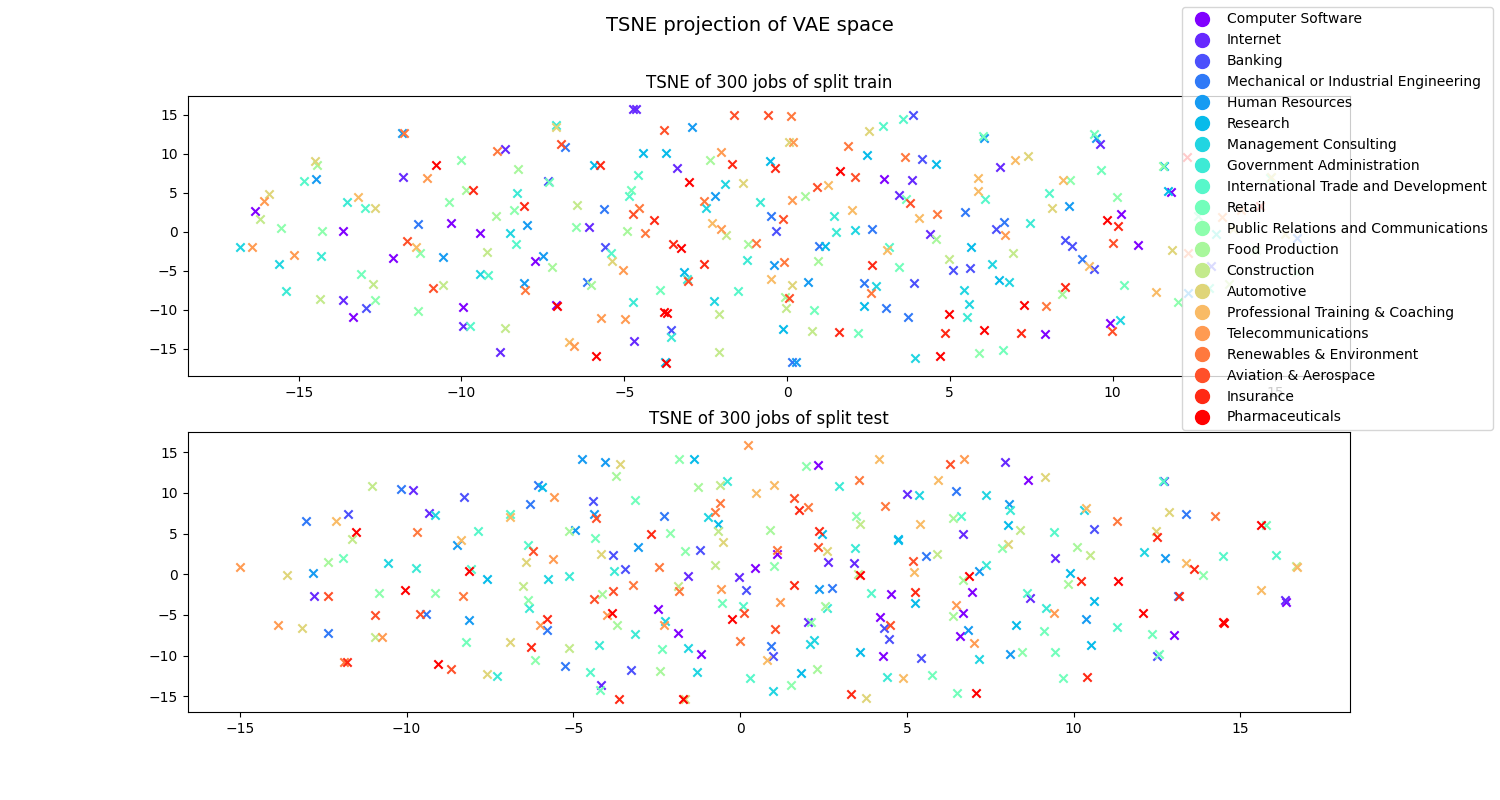 TSNE projection of VAE space
TSNE of 300 jobs of split train
15
10
5
0
−5
−10
−15
−15
−10
−5
0
5
10
15
Computer Software
Internet
Banking
Mechanical or Industrial Engineering
Human Resources
Research
Management Consulting
Government Administration
International Trade and Development
Retail
Public Relations and Communications
Food Production
Construction
Automotive
Professional Training & Coaching
Telecommunications
Renewables & Environment
Aviation & Aerospace
Insurance
Pharmaceuticals
TSNE of 300 jobs of split test
15
10
5
0
−5
−10
−15
−15
−10
−5
0
5
10
15